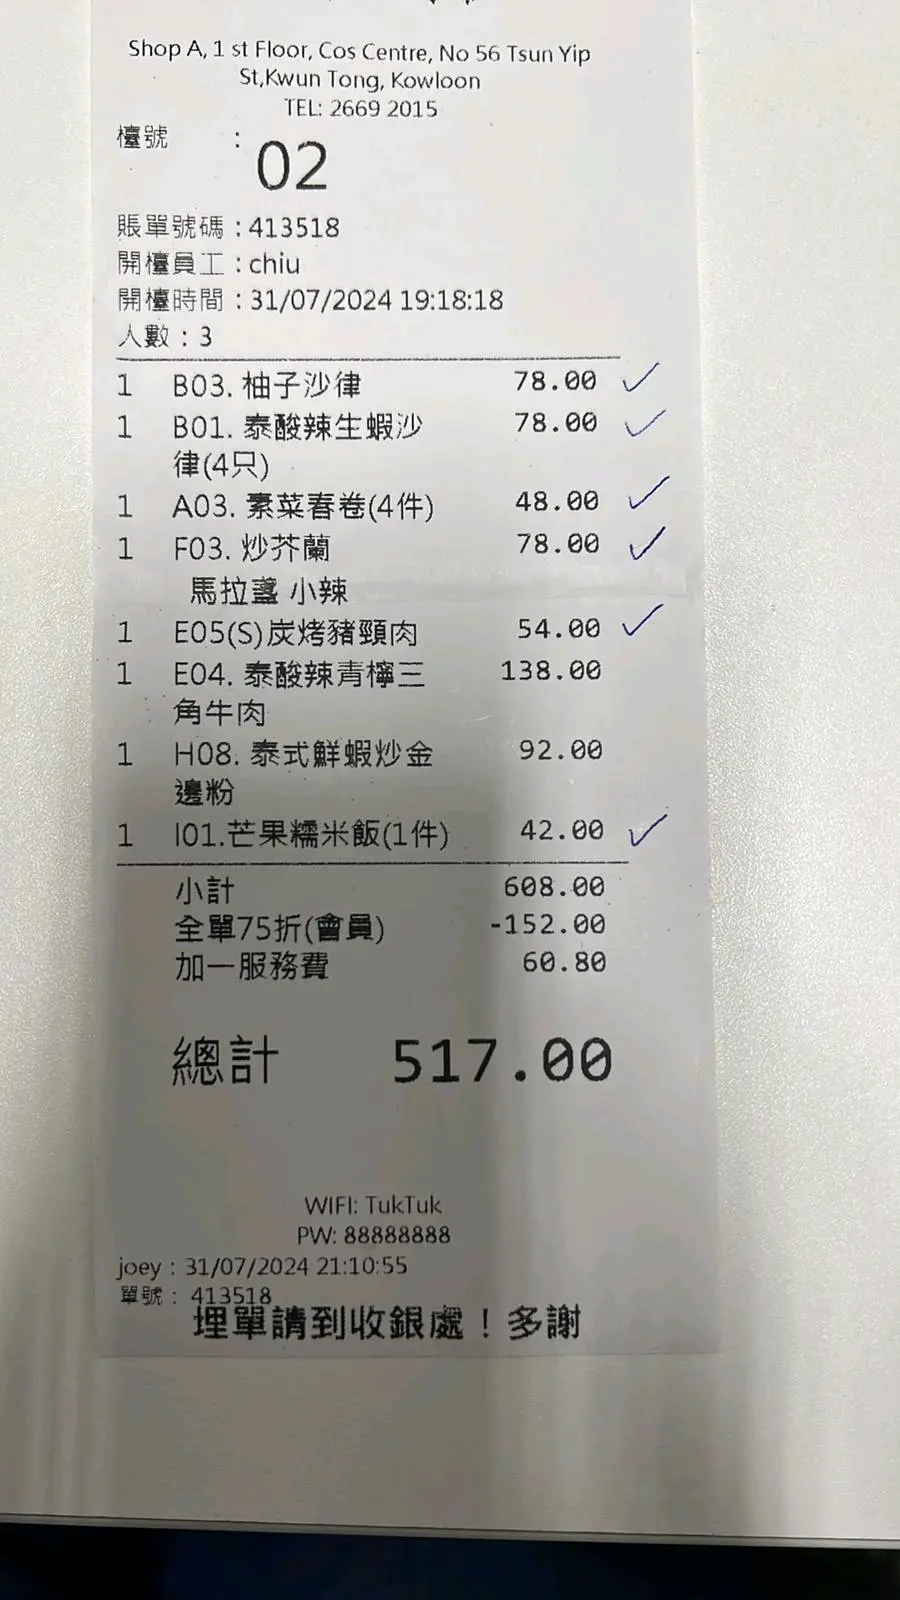 Shop A, 1 st Floor, Cos Centre, No 56 Tsun Yip
St,Kwun Tong, Kowloon
TEL: 2669 2015
檯號 :
02
賬單號碼 : 413518
開檯員工 : chiu
開檯時間 : 31/07/2024 19:18:18
人數 : 3
1 B03. 柚子沙律 78.00
1 B01. 泰酸辣生蝦沙 78.00
律(4只)
1 A03. 素菜春卷(4件) 48.00
1 F03. 炒芥蘭 78.00
馬拉盞 小辣
1 E05(S)炭烤豬頸肉 54.00
1 E04. 泰酸辣青檸三 138.00
角牛肉
1 H08. 泰式鮮蝦炒金 92.00
邊粉
1 I01.芒果糯米飯(1件) 42.00
小計 608.00
全單75折(會員) -152.00
加一服務費 60.80
總計 517.00
WIFI: TukTuk
PW: 88888888
joey : 31/07/2024 21:10:55
單號 : 413518
埋單請到收銀處！多謝